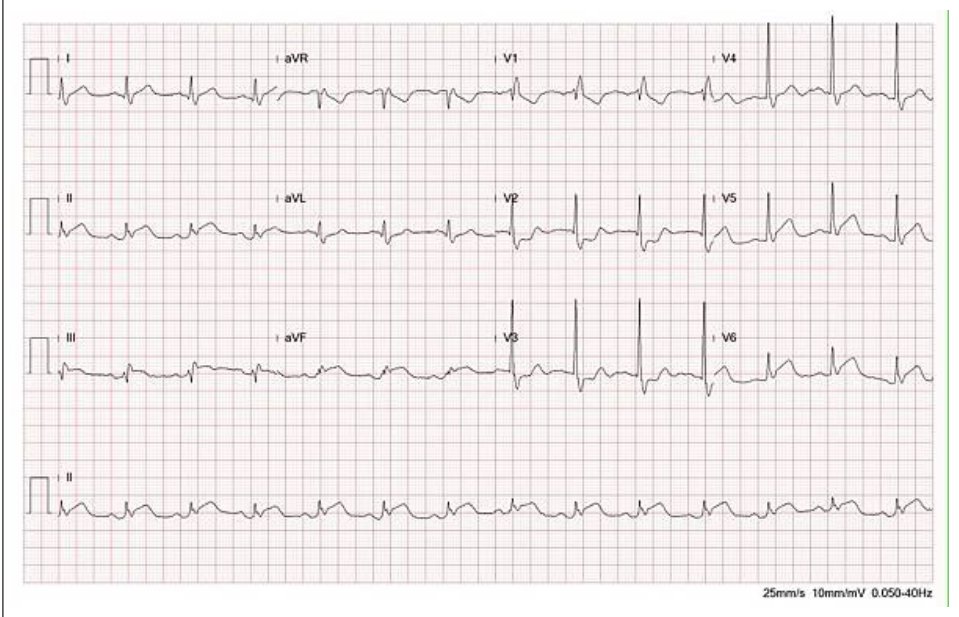 I aVR V1 V4
II aVL V2 V5
III aVF V3 V6
II
25mm/s 10mm/mV 0.050-40Hz